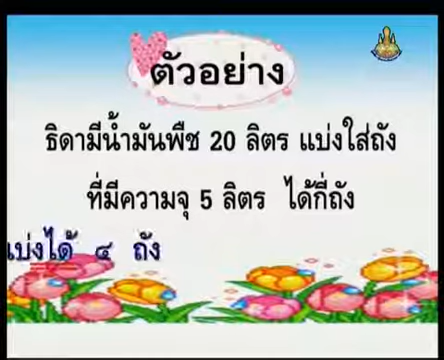 ตัวอย่าง
ธิดามีน้ำมันพืช 20 ลิตร แบ่งใส่ถัง
ที่มีความจุ 5 ลิตร ได้กี่ถัง
แบ่งได้ ๔ ถัง